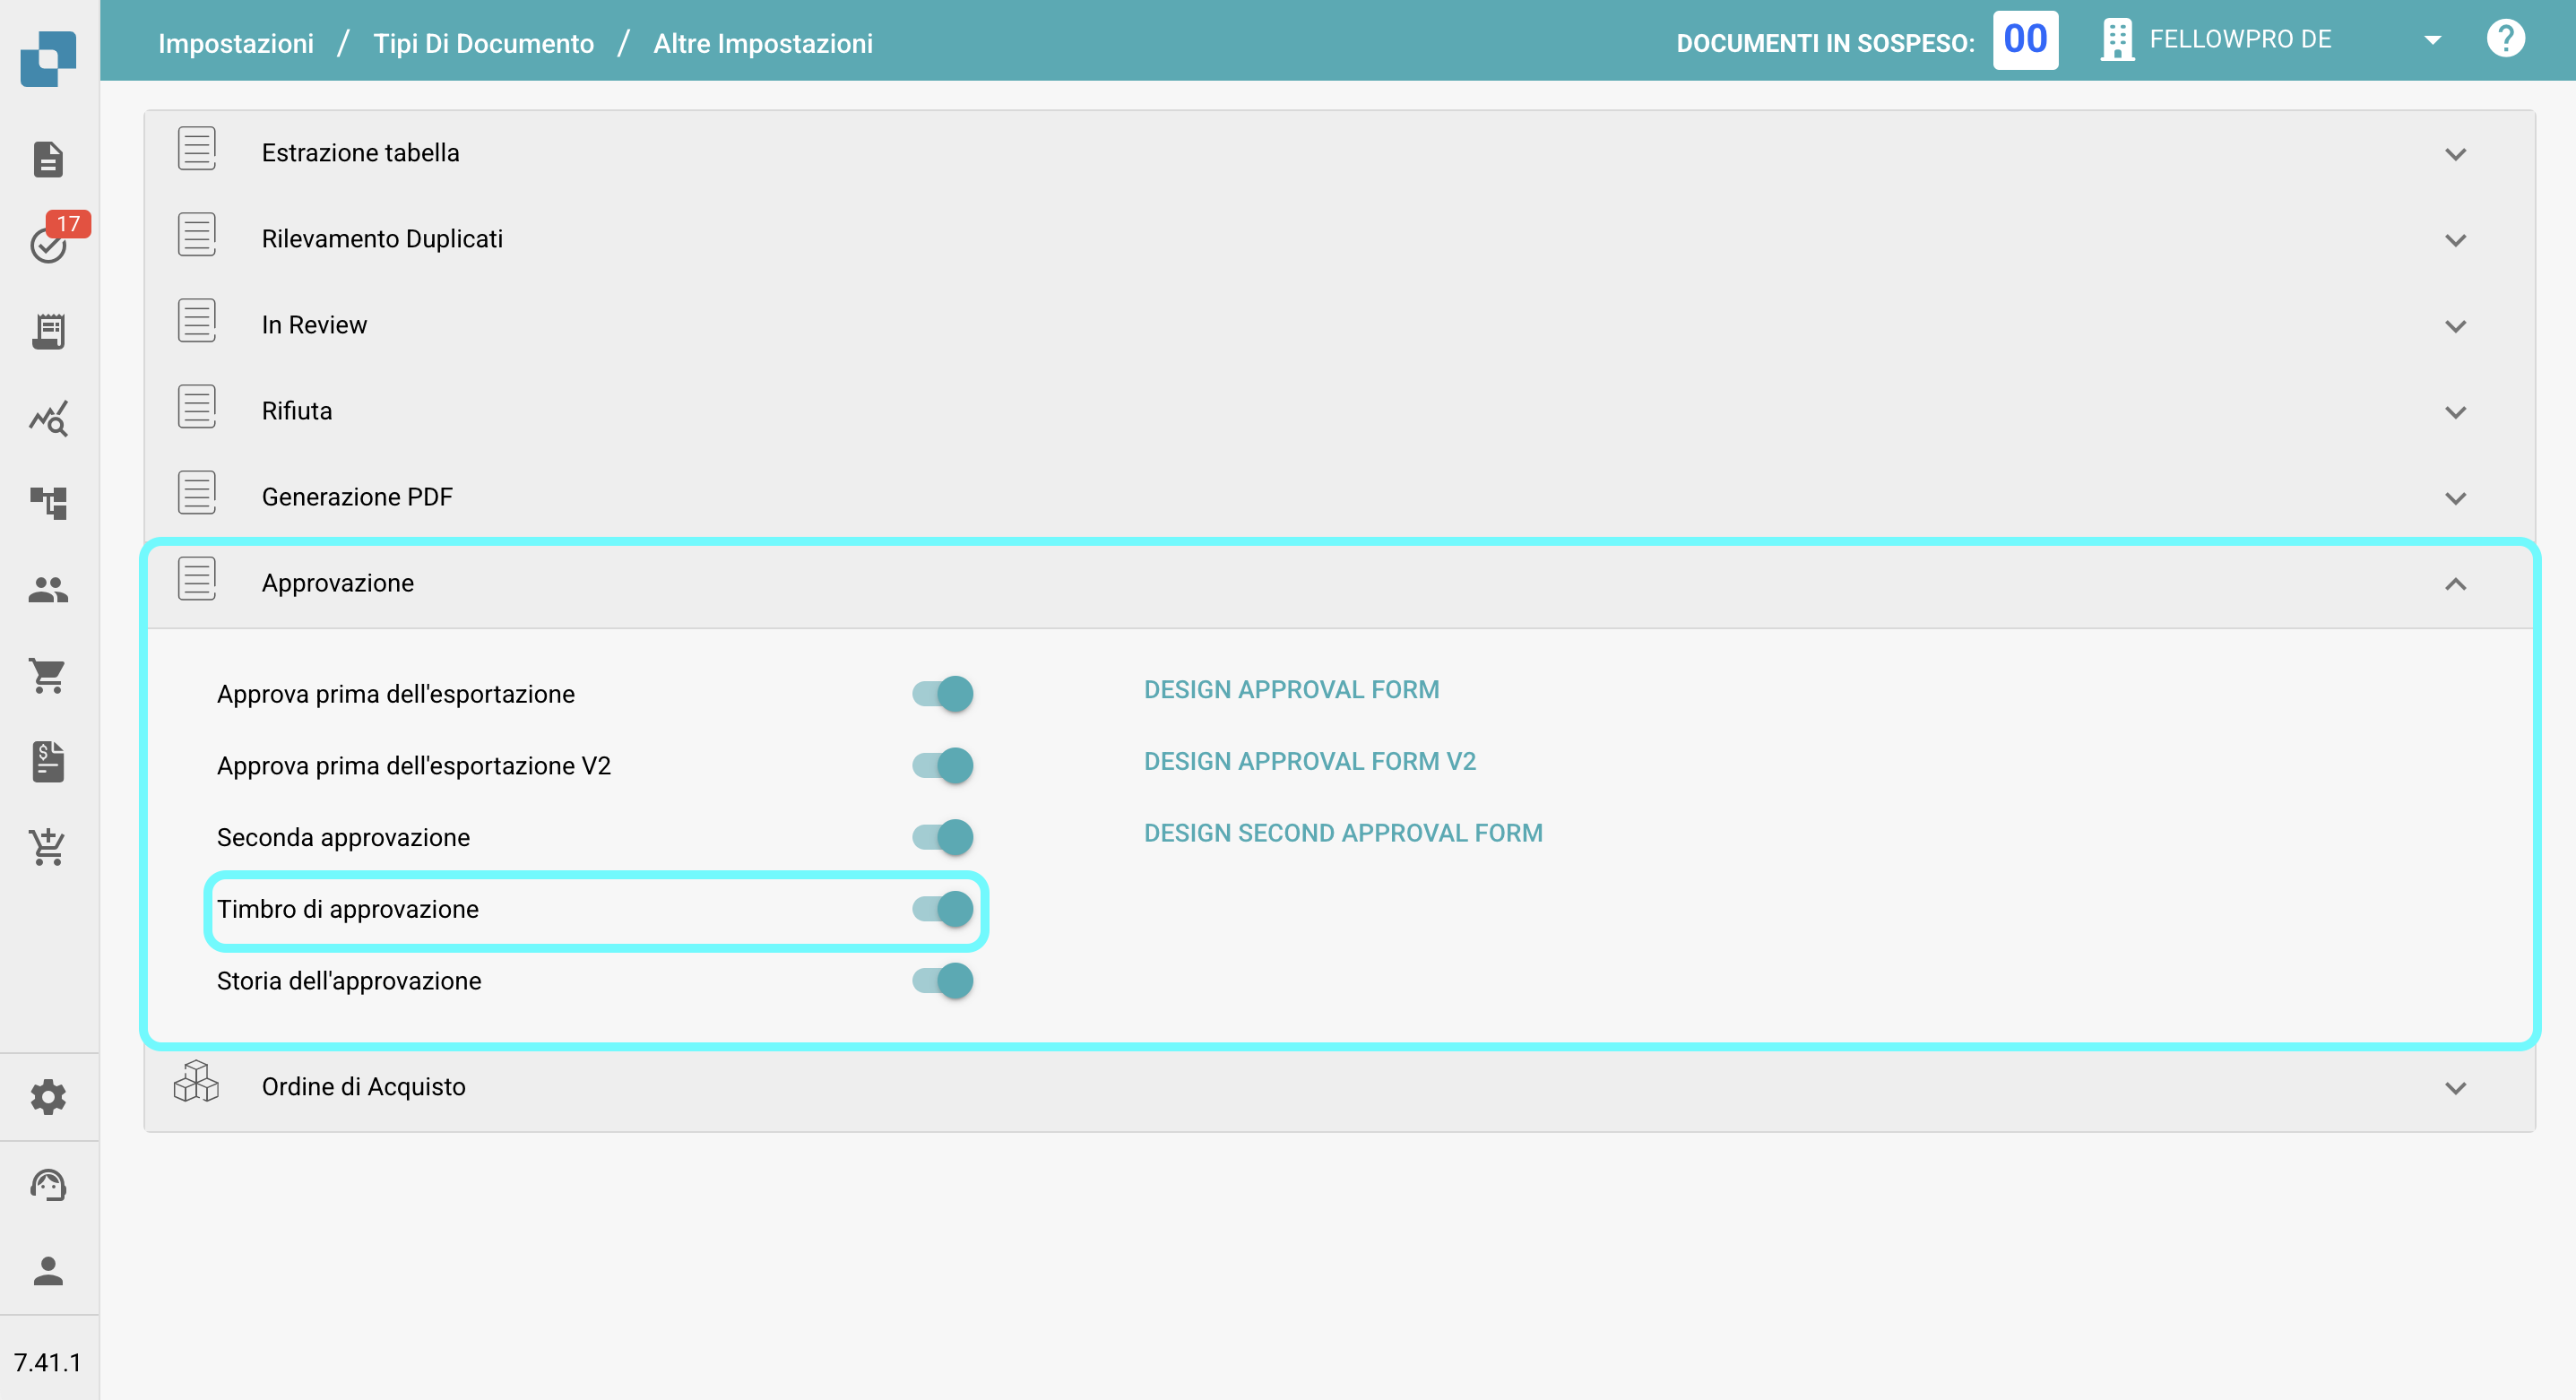 Impostazioni / Tipi Di Documento / Altre Impostazioni
DOCUMENTI IN SOSPESO: 00 FELLOWPRO DE ?
17
Estrazione tabella
Rilevamento Duplicati
In Review
Rifiuta
Generazione PDF
Approvazione
Approva prima dell'esportazione DESIGN APPROVAL FORM
Approva prima dell'esportazione V2 DESIGN APPROVAL FORM V2
Seconda approvazione DESIGN SECOND APPROVAL FORM
Timbro di approvazione
Storia dell'approvazione
Ordine di Acquisto
7.41.1